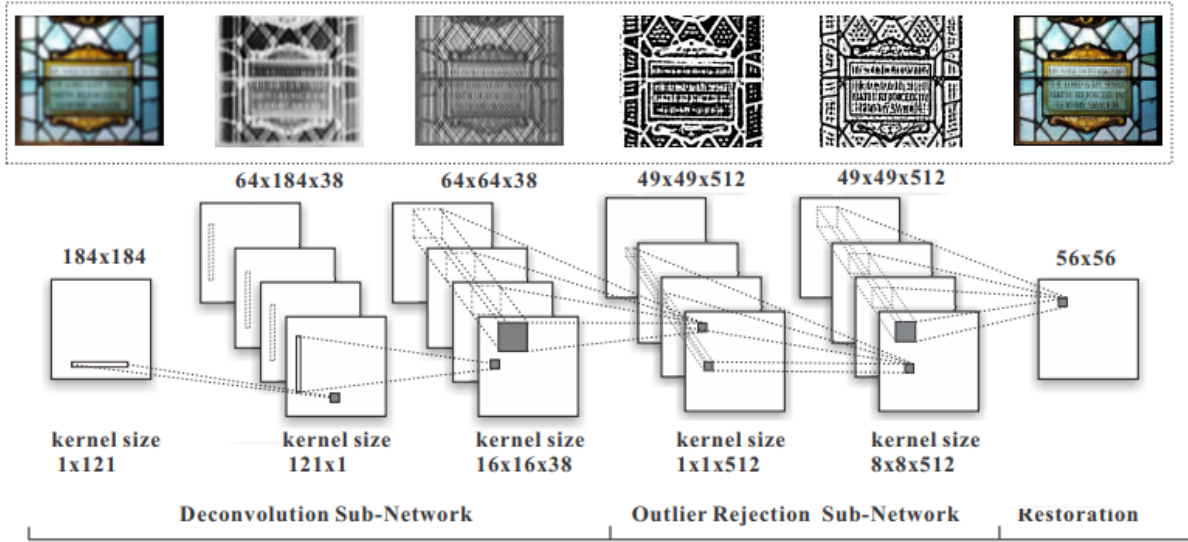 64x184x38
64x64x38
49x49x512
49x49x512
184x184
56x56
kernel size
1x121
kernel size
121x1
kernel size
16x16x38
kernel size
1x1x512
kernel size
8x8x512
Deconvolution Sub-Network
Outlier Rejection Sub-Network
Restoration